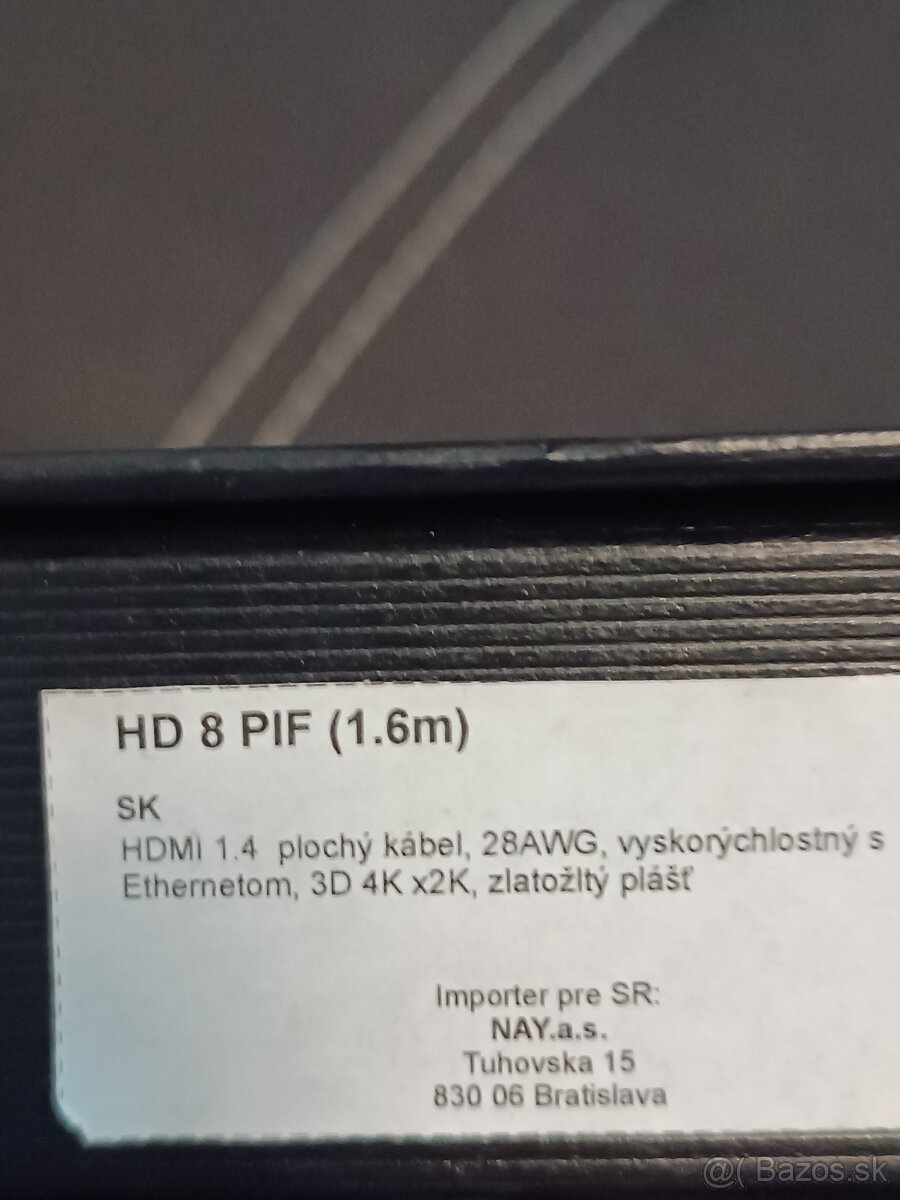 HD 8 PIF (1.6m)
SK
HDMI 1.4 plochý kábel, 28AWG, vyskorýchlostný s
Ethernetom, 3D 4K x2K, zlatožltý plášť
Importer pre SR:
NAY.a.s.
Tuhovska 15
830 06 Bratislava
@( Bazos.sk